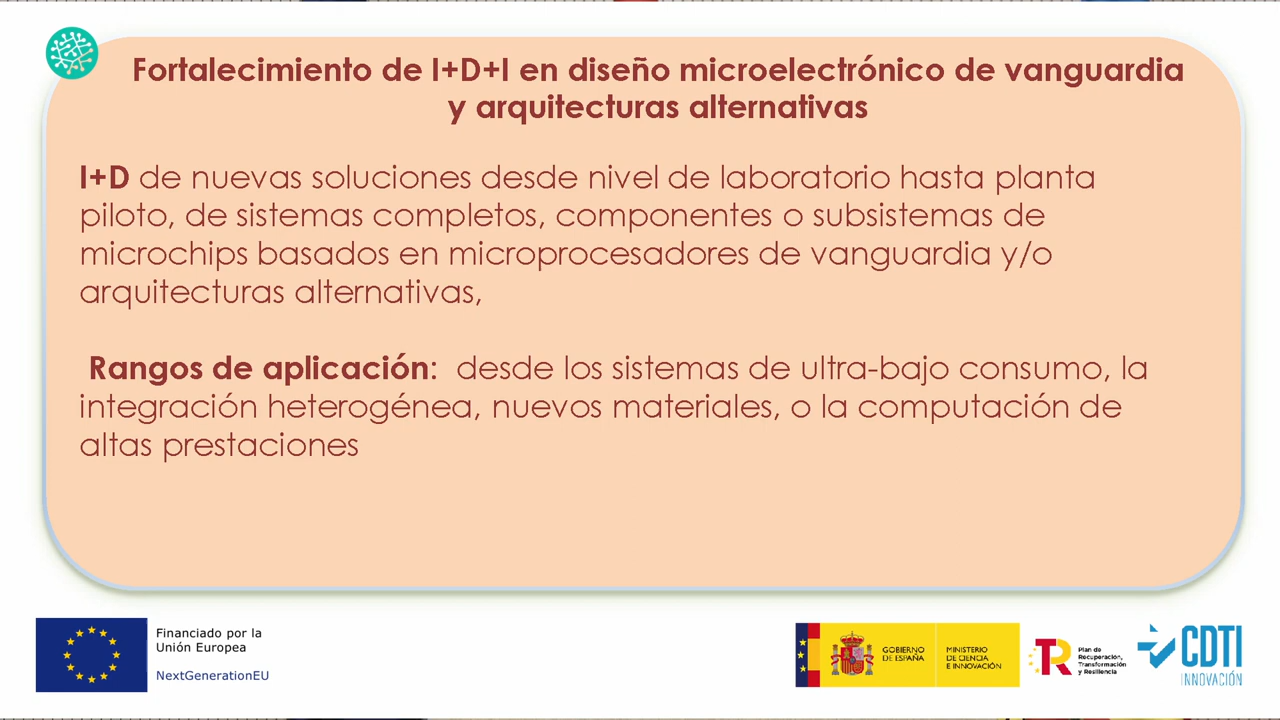 Fortalecimiento de I+D+I en diseño microelectrónico de vanguardia
y arquitecturas alternativas
I+D de nuevas soluciones desde nivel de laboratorio hasta planta
piloto, de sistemas completos, componentes o subsistemas de
microchips basados en microprocesadores de vanguardia y/o
arquitecturas alternativas,
Rangos de aplicación: desde los sistemas de ultra-bajo consumo, la
integración heterogénea, nuevos materiales, o la computación de
altas prestaciones
Financiado por la
Unión Europea
NextGenerationEU
GOBIERNO
DE ESPAÑA
MINISTERIO
DE CIENCIA
E INNOVACIÓN
R
Plan de
Recuperación,
Transformación
y Resiliencia
CDTI
INNOVACIÓN